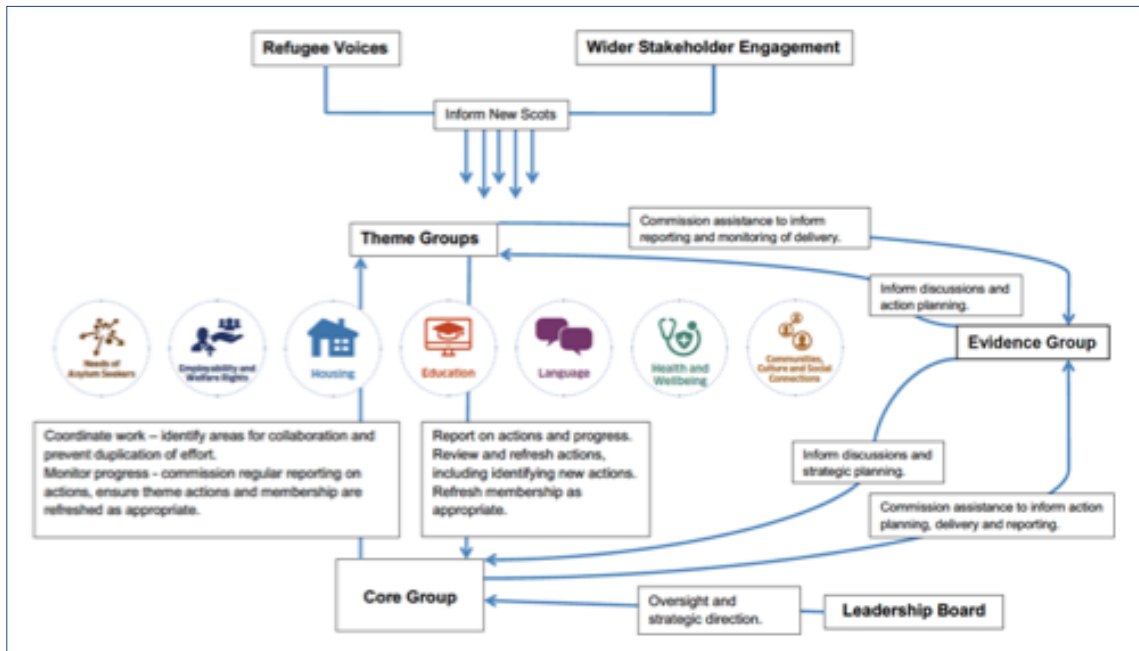 Refugee Voices
Wider Stakeholder Engagement
Inform New Scots
Commission assistance to inform
reporting and monitoring of delivery.
Theme Groups
Inform discussions and
action planning.
Evidence Group
Needs of
Asylum Seekers
Employability and
Welfare Rights
Housing
Education
Language
Health and
Wellbeing
Communities,
Culture and Social
Connections
Coordinate work – identify areas for collaboration and
prevent duplication of effort.
Monitor progress - commission regular reporting on
actions, ensure theme actions and membership are
refreshed as appropriate.
Report on actions and progress.
Review and refresh actions,
including identifying new actions.
Refresh membership as
appropriate.
Inform discussions and
strategic planning.
Commission assistance to inform action
planning, delivery and reporting.
Core Group
Oversight and
strategic direction.
Leadership Board